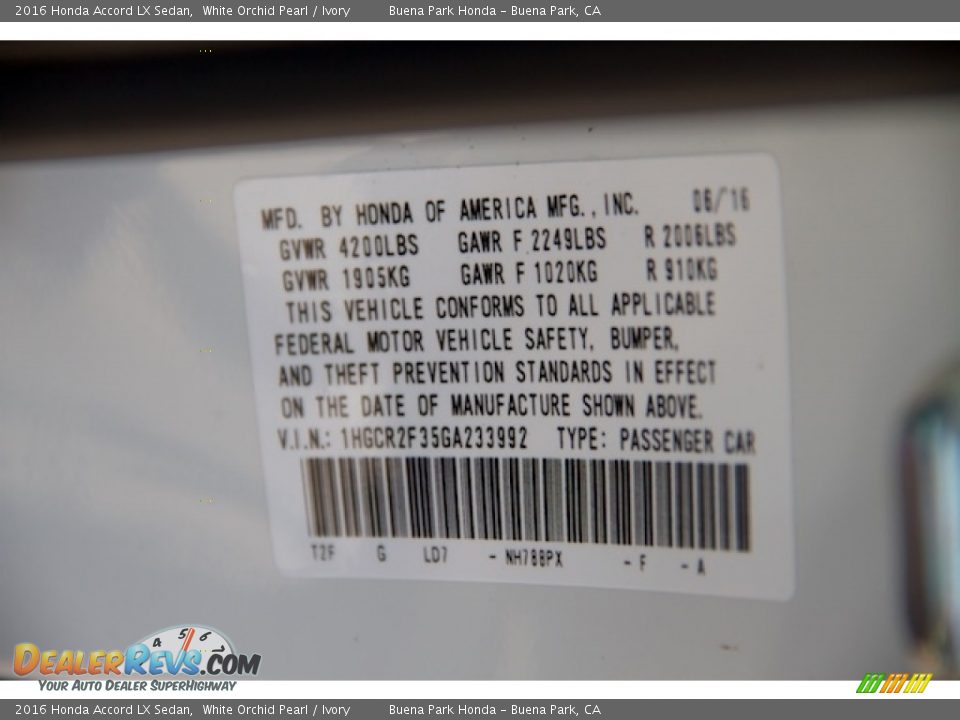 2016 Honda Accord LX Sedan, White Orchid Pearl / Ivory Buena Park Honda - Buena Park, CA
MFD. BY HONDA OF AMERICA MFG., INC. 06/'16
GVWR 4200LBS GAWR F 2249LBS R 2006LBS
GVWR 1905KG GAWR F 1020KG R 910KG
THIS VEHICLE CONFORMS TO ALL APPLICABLE
FEDERAL MOTOR VEHICLE SAFETY, BUMPER,
AND THEFT PREVENTION STANDARDS IN EFFECT
ON THE DATE OF MANUFACTURE SHOWN ABOVE.
V.I.N.: 1HGCR2F35GA233992 TYPE: PASSENGER CAR
T2F G LD7 - NH788PX - F - A
4 5 6
DEALERREVS.COM
YOUR AUTO DEALER SUPERHIGHWAY
2016 Honda Accord LX Sedan, White Orchid Pearl / Ivory Buena Park Honda - Buena Park, CA